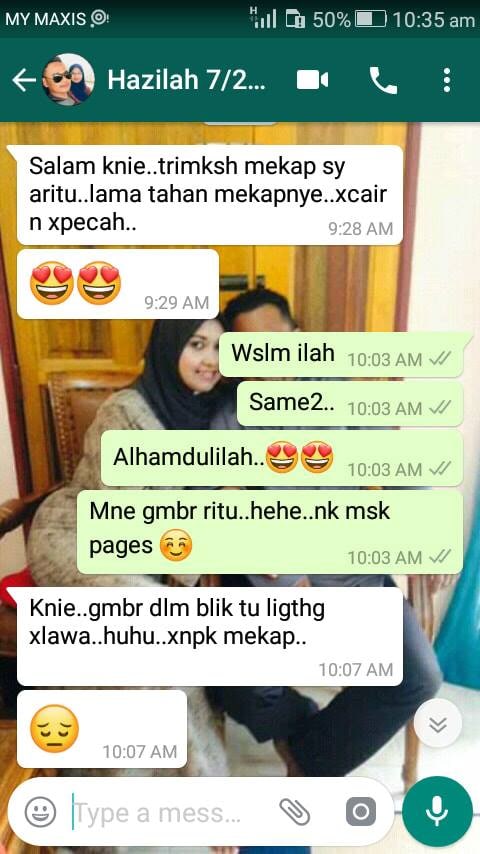 MY MAXIS
H
50%
10:35 am
Hazilah 7/2...
Salam knie..trimksh mekap sy
aritu..lama tahan mekapnye..xcair
n xpecah..
9:28 AM
😍😍
9:29 AM
Wslm ilah
10:03 AM
Same2..
10:03 AM
Alhamdulilah..😍😍
10:03 AM
Mne gmbr ritu..hehe..nk msk
pages ☺️
10:03 AM
Knie..gmbr dlm blik tu ligthg
xlawa..huhu..xnpk mekap..
10:07 AM
😔
10:07 AM
Type a mess...